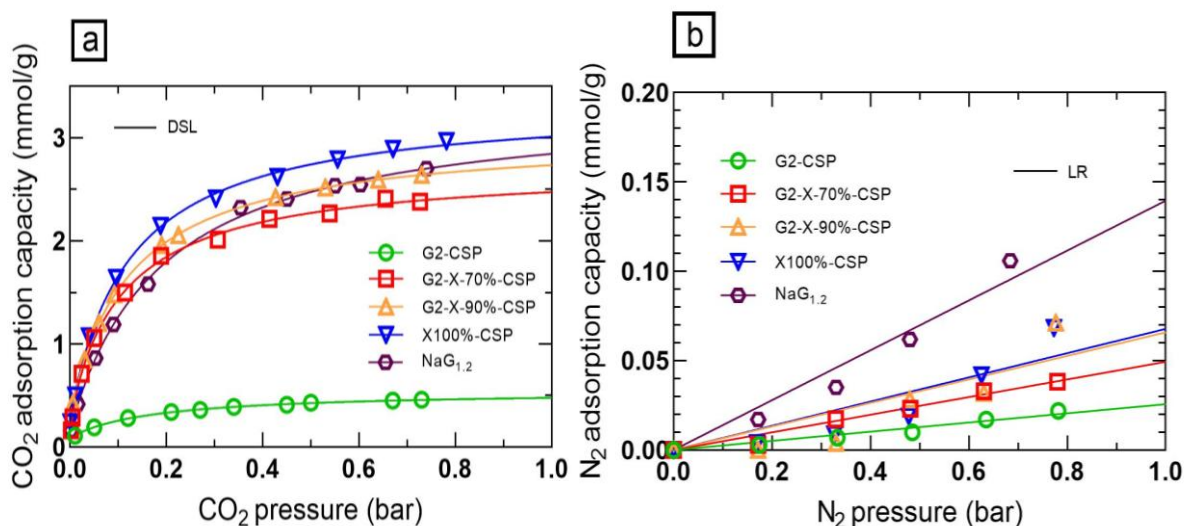 a
CO₂ adsorption capacity (mmol/g)
3
2
1
0
DSL
G2-CSP
G2-X-70%-CSP
G2-X-90%-CSP
X100%-CSP
NaG₁.₂
0.0 0.2 0.4 0.6 0.8 1.0
CO₂ pressure (bar)
b
N₂ adsorption capacity (mmol/g)
0.20
0.15
0.10
0.05
0.00
G2-CSP
G2-X-70%-CSP
G2-X-90%-CSP
X100%-CSP
NaG₁.₂
LR
0.0 0.2 0.4 0.6 0.8 1.0
N₂ pressure (bar)